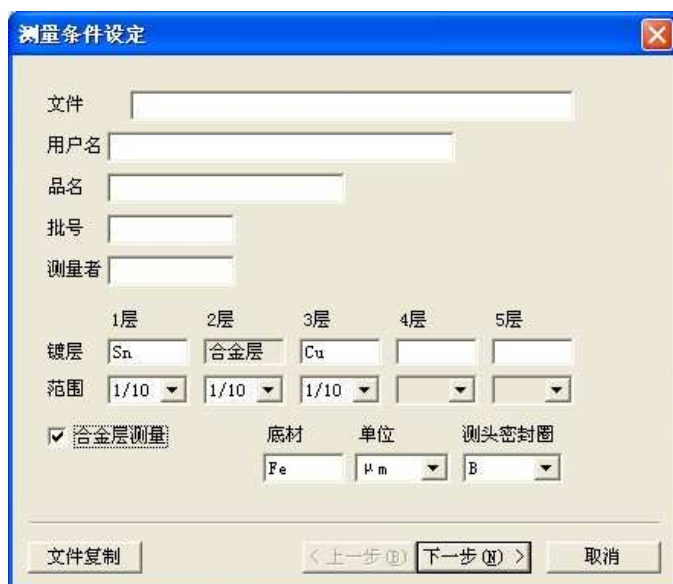 测量条件设定
文件
用户名
品名
批号
测量者
1层 2层 3层 4层 5层
镀层 Sn 合金层 Cu
范围 1/10 1/10 1/10
合金层测量 底材 单位 测头密封圈
Fe μm B
文件复制 < 上一步(B) 下一步(N) > 取消